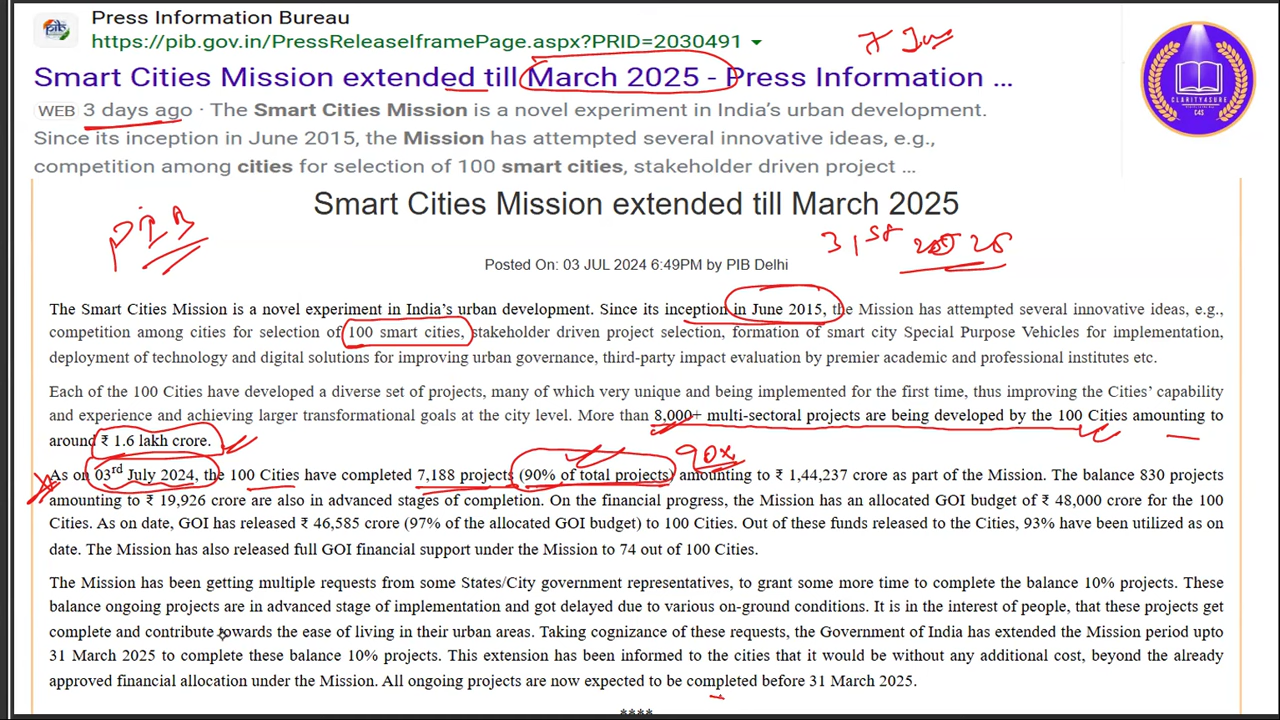 Press Information Bureau
https://pib.gov.in/PressReleaseIframePage.aspx?PRID=2030491
7 June
Smart Cities Mission extended till March 2025 - Press Information ...
WEB 3 days ago · The Smart Cities Mission is a novel experiment in India's urban development.
Since its inception in June 2015, the Mission has attempted several innovative ideas, e.g.,
competition among cities for selection of 100 smart cities, stakeholder driven project ...
CLARITY4SURE
C4S
Smart Cities Mission extended till March 2025
PIB
31st
Posted On: 03 JUL 2024 6:49PM by PIB Delhi
The Smart Cities Mission is a novel experiment in India's urban development. Since its inception in June 2015, the Mission has attempted several innovative ideas, e.g.,
competition among cities for selection of 100 smart cities, stakeholder driven project selection, formation of smart city Special Purpose Vehicles for implementation,
deployment of technology and digital solutions for improving urban governance, third-party impact evaluation by premier academic and professional institutes etc.
Each of the 100 Cities have developed a diverse set of projects, many of which very unique and being implemented for the first time, thus improving the Cities' capability
and experience and achieving larger transformational goals at the city level. More than 8,000+ multi-sectoral projects are being developed by the 100 Cities amounting to
around ₹ 1.6 lakh crore.
90%
As on 03rd July 2024, the 100 Cities have completed 7,188 projects (90% of total projects) amounting to ₹ 1,44,237 crore as part of the Mission. The balance 830 projects
amounting to ₹ 19,926 crore are also in advanced stages of completion. On the financial progress, the Mission has an allocated GOI budget of ₹ 48,000 crore for the 100
Cities. As on date, GOI has released ₹ 46,585 crore (97% of the allocated GOI budget) to 100 Cities. Out of these funds released to the Cities, 93% have been utilized as on
date. The Mission has also released full GOI financial support under the Mission to 74 out of 100 Cities.
The Mission has been getting multiple requests from some States/City government representatives, to grant some more time to complete the balance 10% projects. These
balance ongoing projects are in advanced stage of implementation and got delayed due to various on-ground conditions. It is in the interest of people, that these projects get
complete and contribute towards the ease of living in their urban areas. Taking cognizance of these requests, the Government of India has extended the Mission period upto
31 March 2025 to complete these balance 10% projects. This extension has been informed to the cities that it would be without any additional cost, beyond the already
approved financial allocation under the Mission. All ongoing projects are now expected to be completed before 31 March 2025.
****